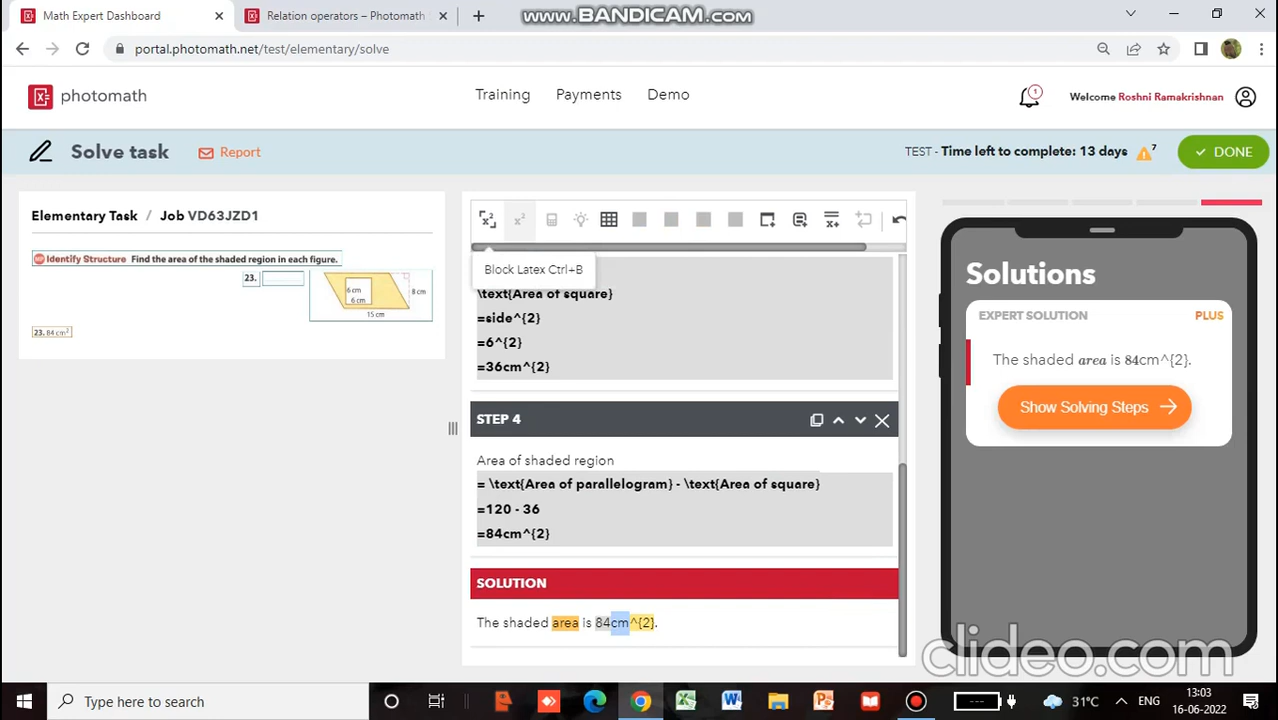 Math Expert Dashboard
Relation operators – Photomath
www.BANDICAM.com
portal.photomath.net/test/elementary/solve
photomath
Training
Payments
Demo
1
Welcome Roshni Ramakrishnan
Solve task
Report
TEST - Time left to complete: 13 days
7
DONE
Elementary Task / Job VD63JZD1
Identify Structure Find the area of the shaded region in each figure.
23.
6 cm
6 cm
8 cm
15 cm
23. 84 cm²
Block Latex Ctrl+B
\text{Area of square}
=side^{2}
=6^{2}
=36cm^{2}
STEP 4
Area of shaded region
= \text{Area of parallelogram} - \text{Area of square}
=120 - 36
=84cm^{2}
SOLUTION
The shaded area is 84cm^{2}.
Solutions
EXPERT SOLUTION
PLUS
The shaded area is 84cm^{2}.
Show Solving Steps
clideo.com
Type here to search
31°C
ENG
13:03
16-06-2022